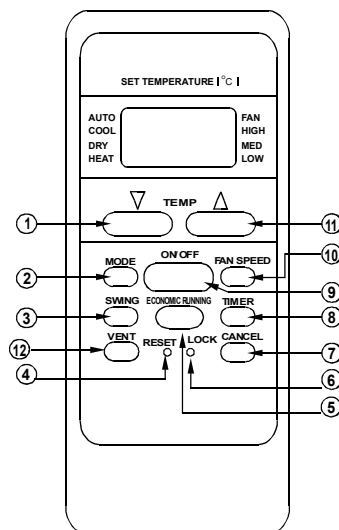 SET TEMPERATURE (°C)
AUTO FAN
COOL HIGH
DRY MED
HEAT LOW
▽ TEMP △
1 11
ON/OFF
MODE FAN SPEED
10
2 9
SWING ECONOMIC RUNNING TIMER
3 8
VENT RESET LOCK CANCEL
12 7
4 6
5